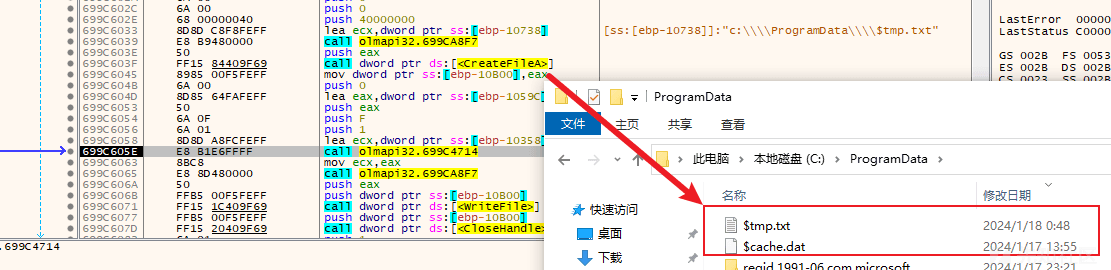 699C602C 6A 00 push 0
699C602E 68 00000040 push 40000000
699C6033 8D8D C8F8FEFF lea ecx,dword ptr ss:[ebp-10738] [ss:[ebp-10738]]:"c:\\\\ProgramData\\\\$tmp.txt"
699C6039 E8 B9480000 call olmapi32.699CA8F7
699C603E 50 push eax
699C603F FF15 84409F69 call dword ptr ds:[<CreateFileA>]
699C6045 8985 00F5FEFF mov dword ptr ss:[ebp-10B00],eax
699C604B 6A 00 push 0
699C604D 8D85 64FAFEFF lea eax,dword ptr ss:[ebp-1059C]
699C6053 50 push eax
699C6054 6A 0F push F
699C6056 6A 01 push 1
699C6058 8D8D A8FCFEFF lea ecx,dword ptr ss:[ebp-10358]
699C605E E8 B1E6FFFF call olmapi32.699C4714
699C6063 8BC8 mov ecx,eax
699C6065 E8 8D480000 call olmapi32.699CA8F7
699C606A 50 push eax
699C606B FFB5 00F5FEFF push dword ptr ss:[ebp-10B00]
699C6071 FF15 1C409F69 call dword ptr ds:[<WriteFile>]
699C6077 FFB5 00F5FEFF push dword ptr ss:[ebp-10B00]
699C607D FF15 20409F69 call dword ptr ds:[<CloseHandle>
.699C4714
LastError 00000
LastStatus C0000
GS 002B FS 0053
ES 002B DS 002B
ProgramData
文件 主页 共享 查看
此电脑 本地磁盘 (C:) ProgramData
名称 修改日期
快速访问
$tmp.txt 2024/1/18 0:48
桌面
$cache.dat 2024/1/17 13:55
下载
regid.1991-06.com.microsoft 2024/1/17 23:21